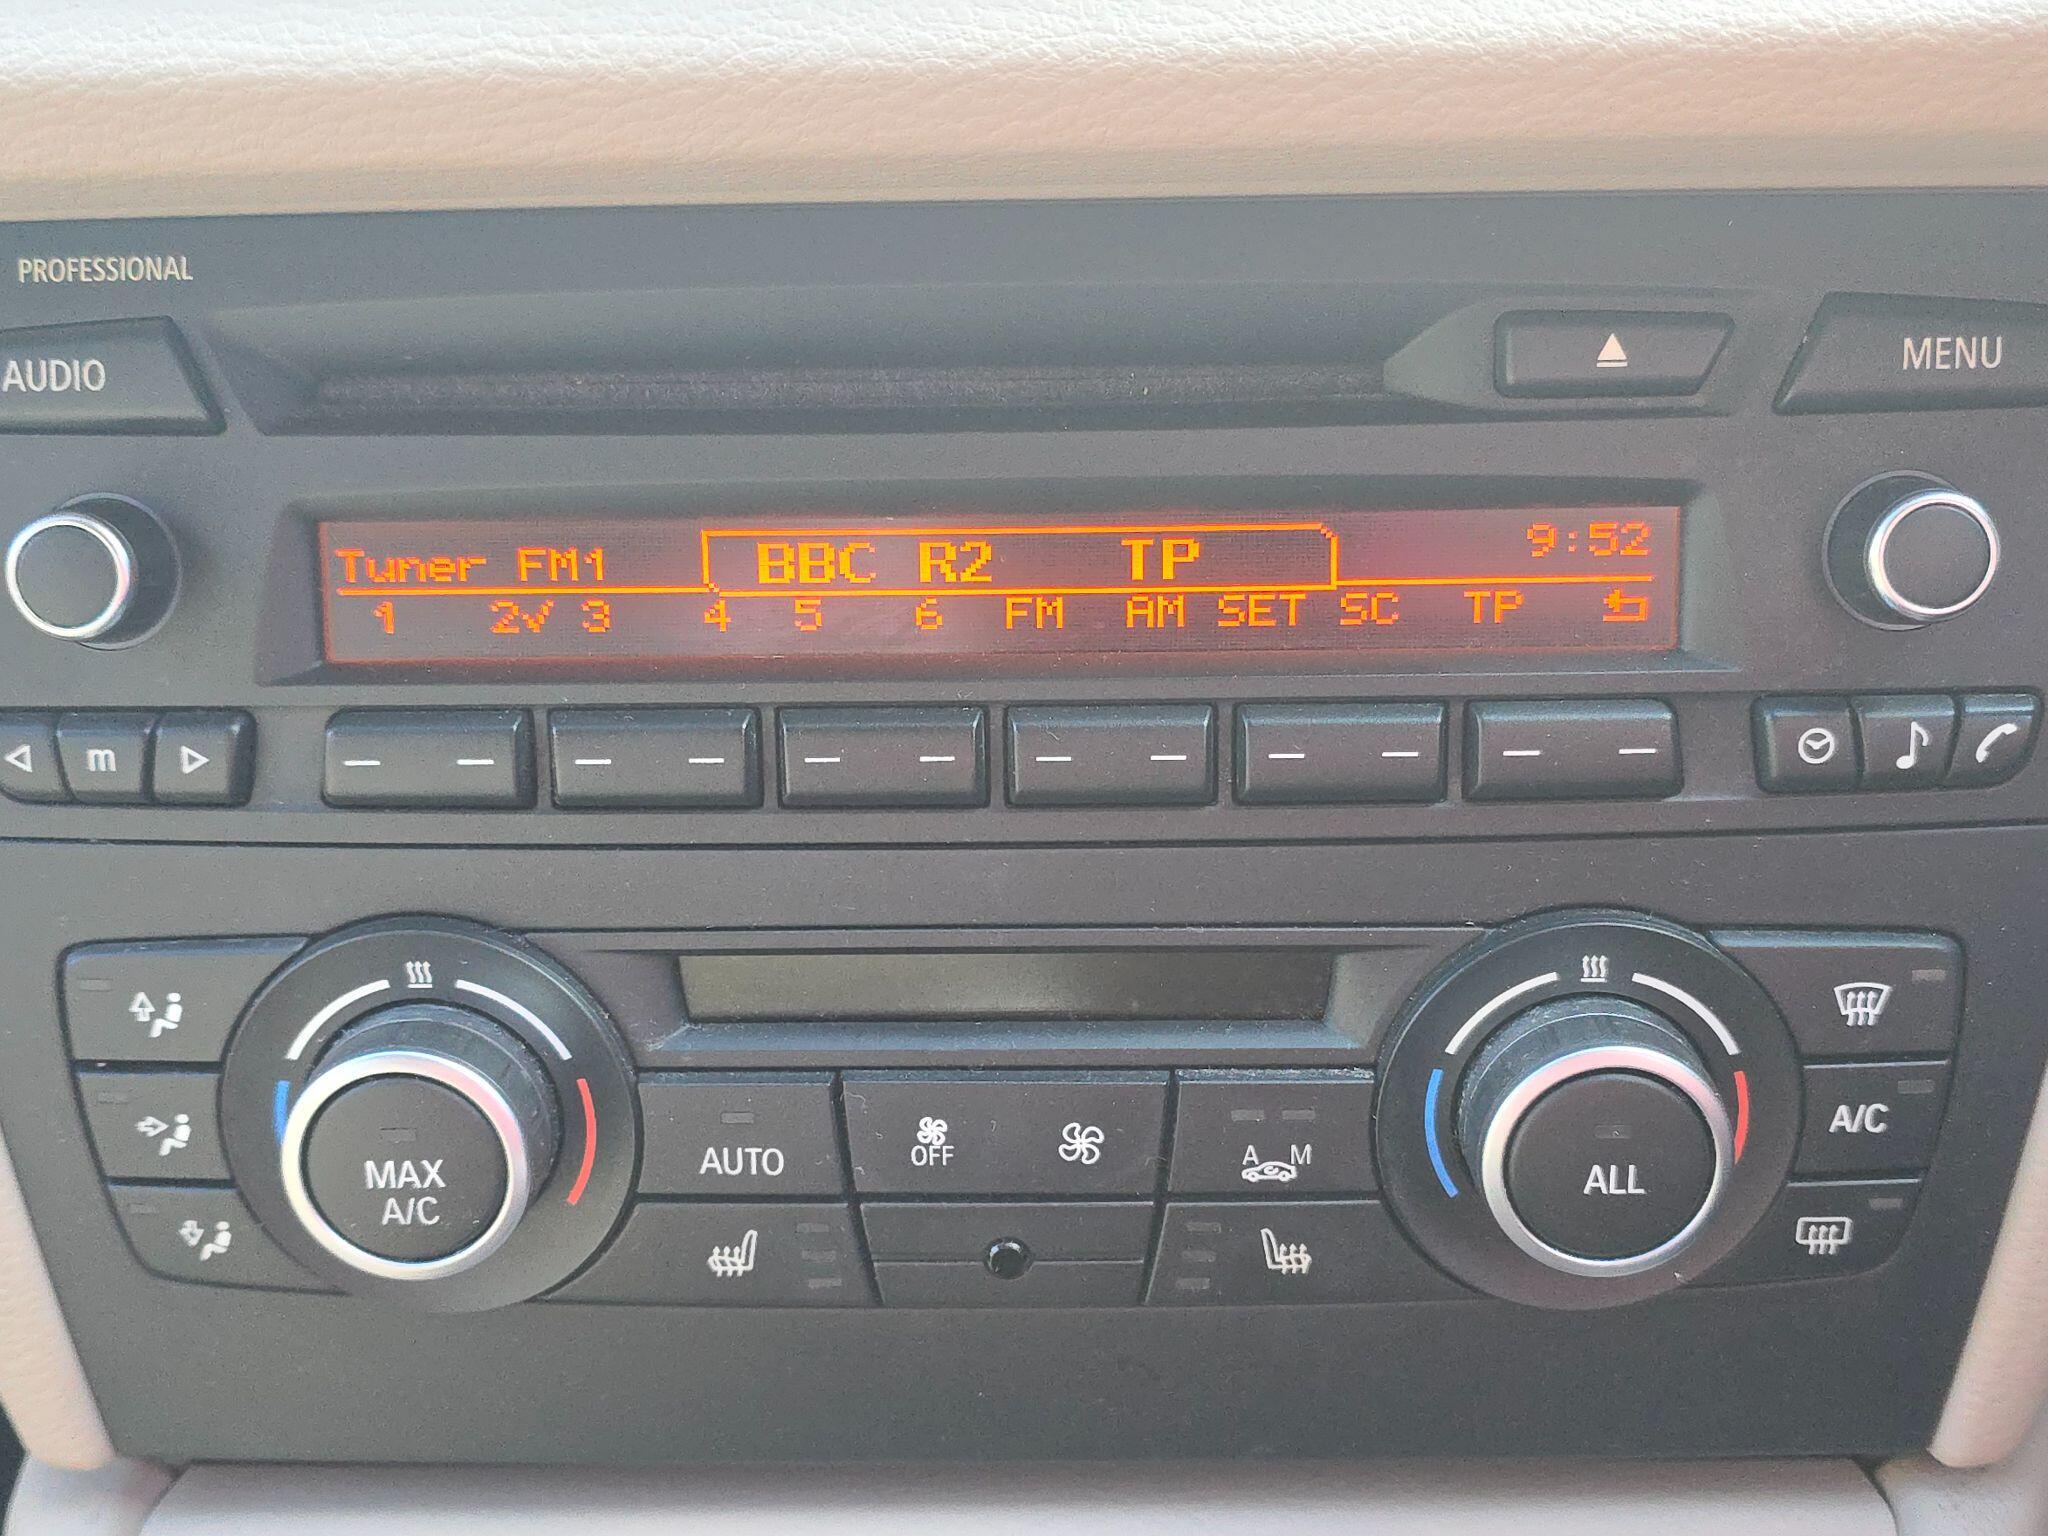 PROFESSIONAL
AUDIO
MENU
Tuner FM1 BBC R2 TP 9:52
1 2✓ 3 4 5 6 FM AM SET SC TP
m
MAX
A/C
AUTO
OFF
A M
ALL
A/C